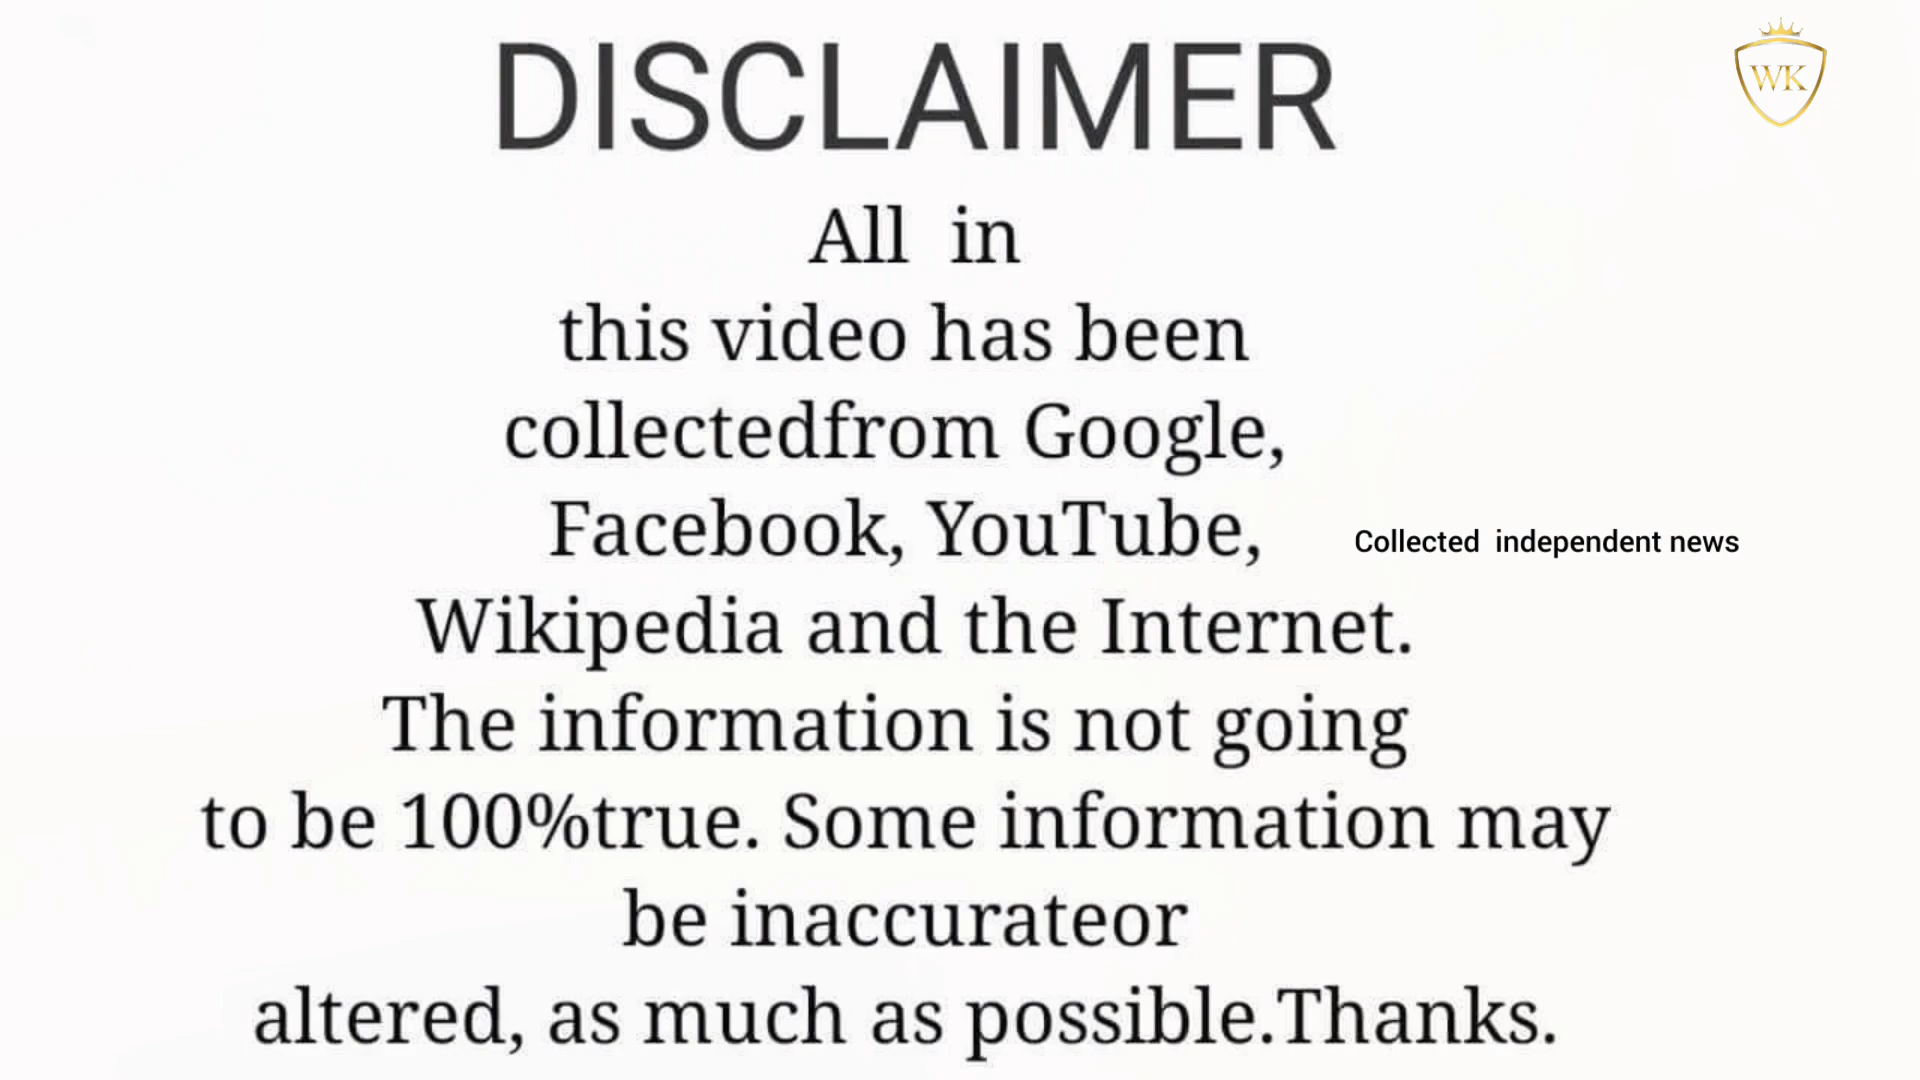 DISCLAIMER
WK
All in
this video has been
collectedfrom Google,
Facebook, YouTube,
Collected independent news
Wikipedia and the Internet.
The information is not going
to be 100%true. Some information may
be inaccurateor
altered, as much as possible.Thanks.